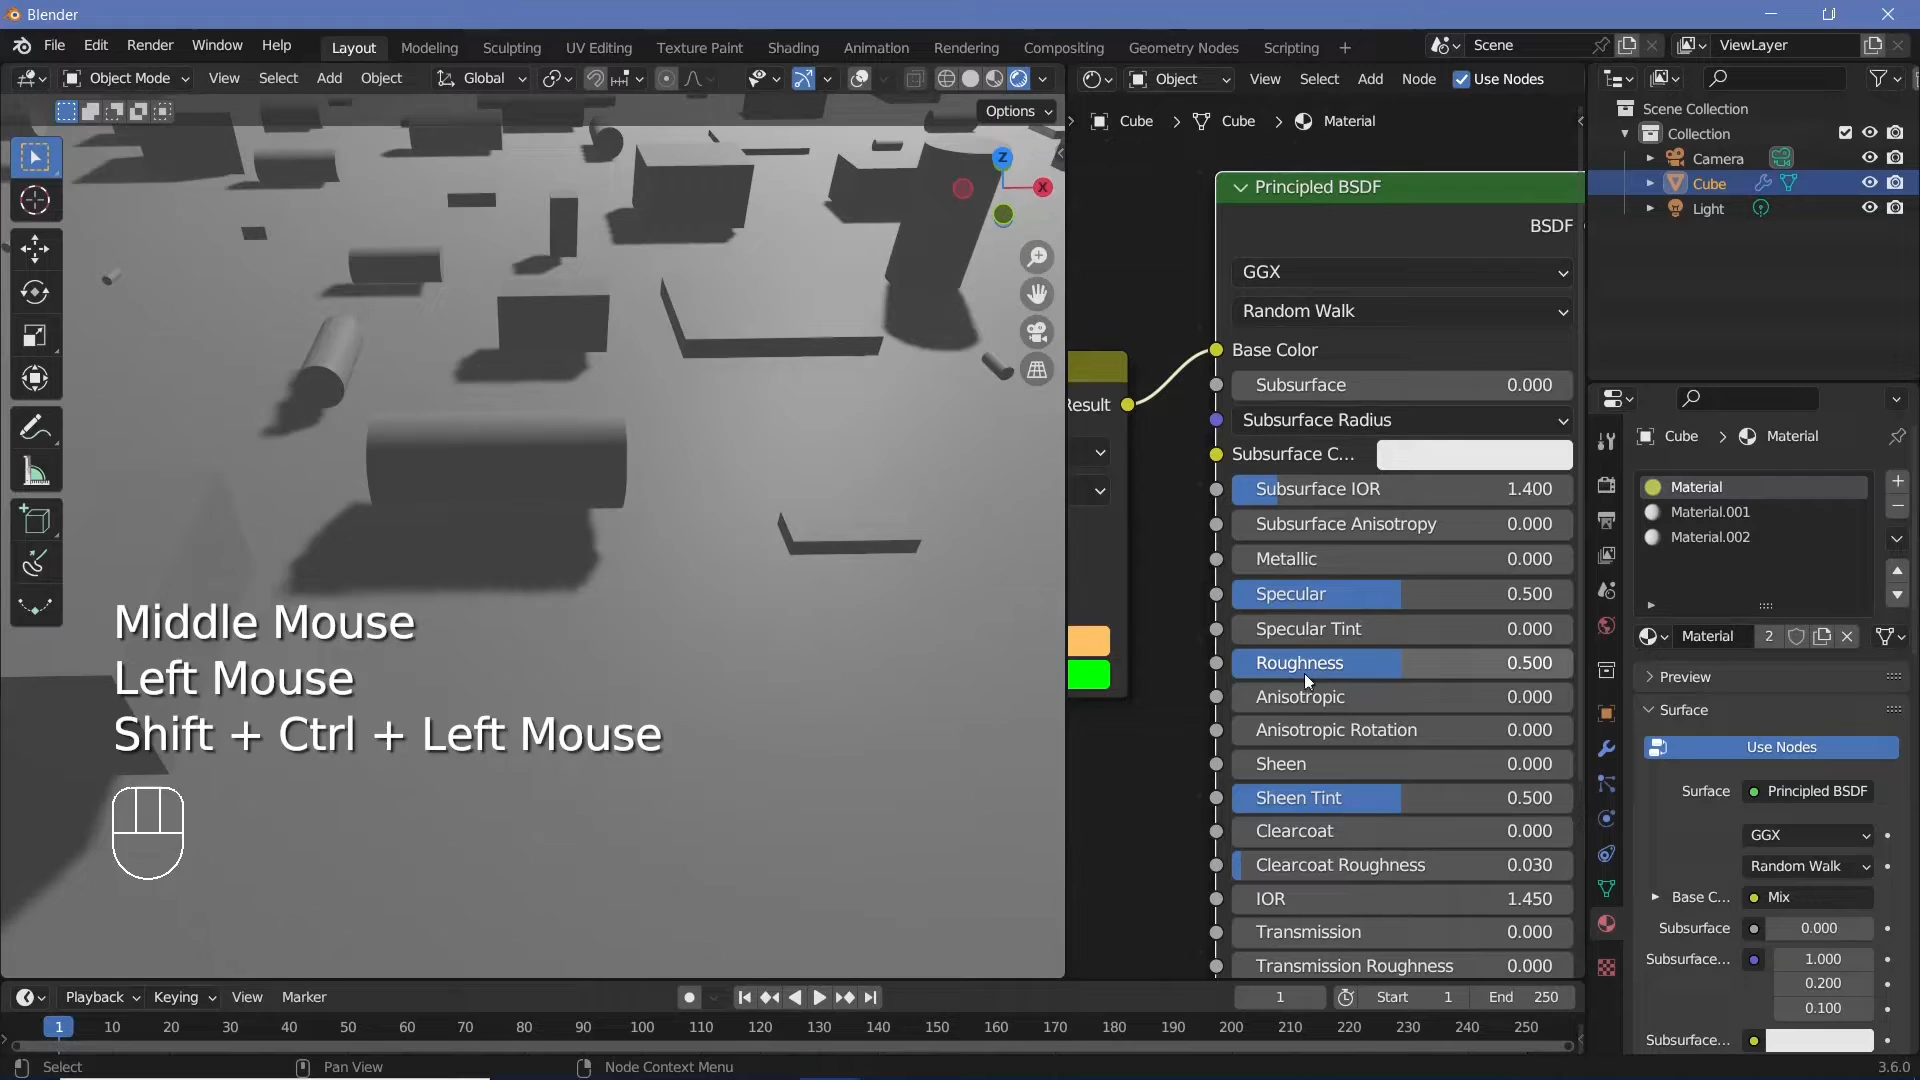 Blender
File Edit Render Window Help Layout Modeling Sculpting UV Editing Texture Paint Shading Animation Rendering Compositing Geometry Nodes Scripting + Scene ViewLayer
Object Mode View Select Add Object Global Object View Select Add Node Use Nodes
Options
Cube > Cube > Material
Scene Collection
Collection
Camera
Cube
Light
Z
X
Principled BSDF
BSDF
GGX
Random Walk
Base Color
Result
Subsurface 0.000
Subsurface Radius
Subsurface C...
Subsurface IOR 1.400
Subsurface Anisotropy 0.000
Metallic 0.000
Specular 0.500
Specular Tint 0.000
Roughness 0.500
Anisotropic 0.000
Anisotropic Rotation 0.000
Sheen 0.000
Sheen Tint 0.500
Clearcoat 0.000
Clearcoat Roughness 0.030
IOR 1.450
Transmission 0.000
Transmission Roughness 0.000
Cube > Material
Material
Material.001
Material.002
Material 2
Preview
Surface
Use Nodes
Surface Principled BSDF
GGX
Random Walk
Base C... Mix
Subsurface 0.000
Subsurface... 1.000
0.200
0.100
Subsurface...
Middle Mouse
Left Mouse
Shift + Ctrl + Left Mouse
Playback Keying View Marker 1 Start 1 End 250
1 10 20 30 40 50 60 70 80 90 100 110 120 130 140 150 160 170 180 190 200 210 220 230 240 250
Select Pan View Node Context Menu 3.6.0